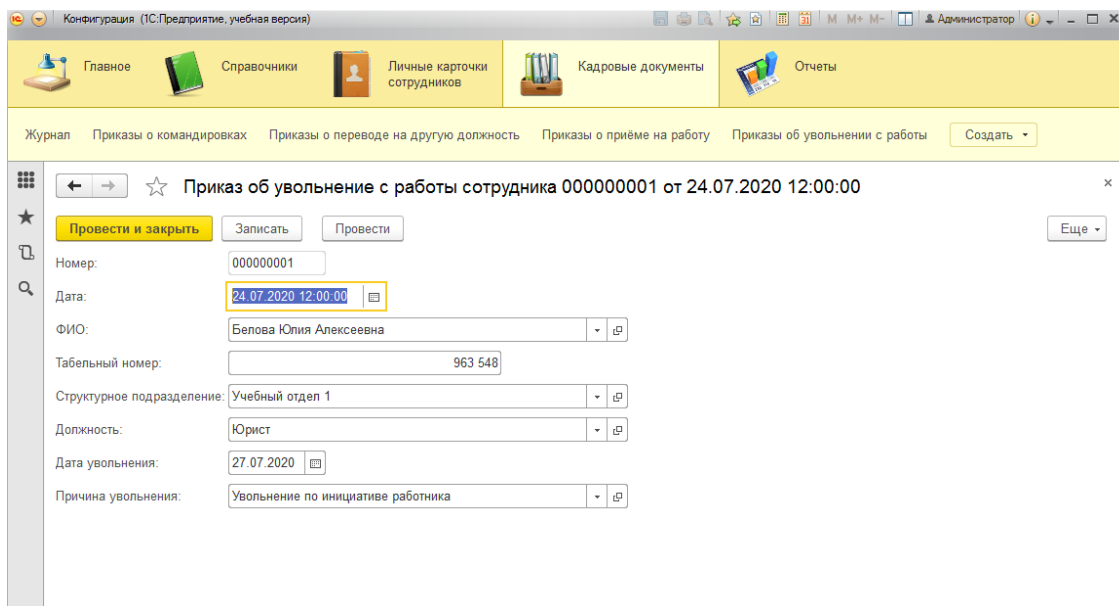 Конфигурация (1С:Предприятие, учебная версия) M M+ M- Администратор
Главное Справочники Личные карточки сотрудников Кадровые документы Отчеты
Журнал Приказы о командировках Приказы о переводе на другую должность Приказы о приёме на работу Приказы об увольнении с работы Создать
Приказ об увольнение с работы сотрудника 000000001 от 24.07.2020 12:00:00
Провести и закрыть Записать Провести Еще
Номер: 000000001
Дата: 24.07.2020 12:00:00
ФИО: Белова Юлия Алексеевна
Табельный номер: 963 548
Структурное подразделение: Учебный отдел 1
Должность: Юрист
Дата увольнения: 27.07.2020
Причина увольнения: Увольнение по инициативе работника